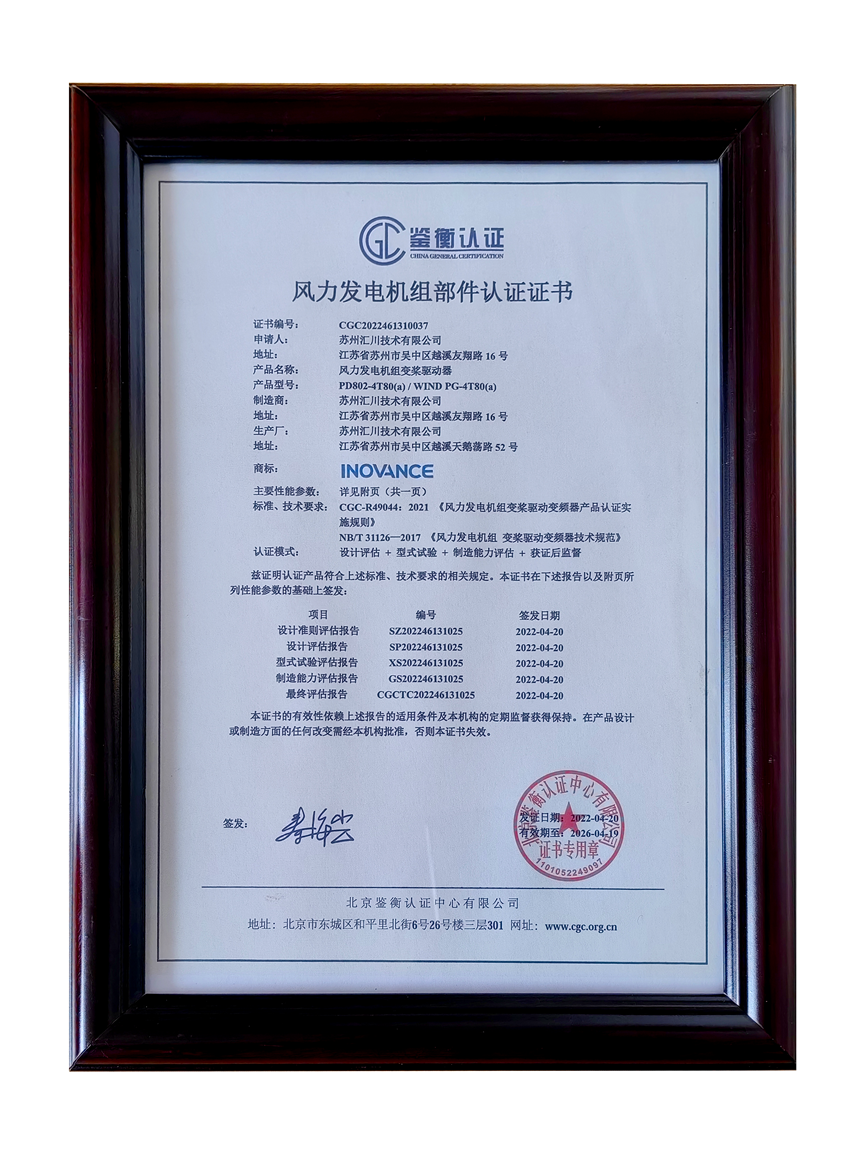 GC 鉴衡认证
CHINA GENERAL CERTIFICATION
风力发电机组部件认证证书
证书编号: CGC2022461310037
申请人: 苏州汇川技术有限公司
地址: 江苏省苏州市吴中区越溪友翔路 16 号
产品名称: 风力发电机组变桨驱动器
产品型号: PD802-4T80(a) / WIND PG-4T80(a)
制造商: 苏州汇川技术有限公司
地址: 江苏省苏州市吴中区越溪友翔路 16 号
生产厂: 苏州汇川技术有限公司
地址: 江苏省苏州市吴中区越溪天鹅荡路 52 号
商标: INOVANCE
主要性能参数: 详见附页（共一页）
标准、技术要求: CGC-R49044：2021 《风力发电机组变桨驱动变频器产品认证实
施规则》
NB/T 31126—2017 《风力发电机组 变桨驱动变频器技术规范》
认证模式: 设计评估 + 型式试验 + 制造能力评估 + 获证后监督
兹证明认证产品符合上述标准、技术要求的相关规定。本证书在下述报告以及附页所
列性能参数的基础上签发:
项目 编号 签发日期
设计准则评估报告 SZ202246131025 2022-04-20
设计评估报告 SP202246131025 2022-04-20
型式试验评估报告 XS202246131025 2022-04-20
制造能力评估报告 GS202246131025 2022-04-20
最终评估报告 CGCTC202246131025 2022-04-20
本证书的有效性依赖上述报告的适用条件及本机构的定期监督获得保持。在产品设计
或制造方面的任何改变需经本机构批准，否则本证书失效。
签发:
北京鉴衡认证中心有限公司
发证日期: 2022-04-20
有效期至: 2026-04-19
证书专用章
1101052249097
北京鉴衡认证中心有限公司
地址: 北京市东城区和平里北街6号26号楼三层301 网址: www.cgc.org.cn